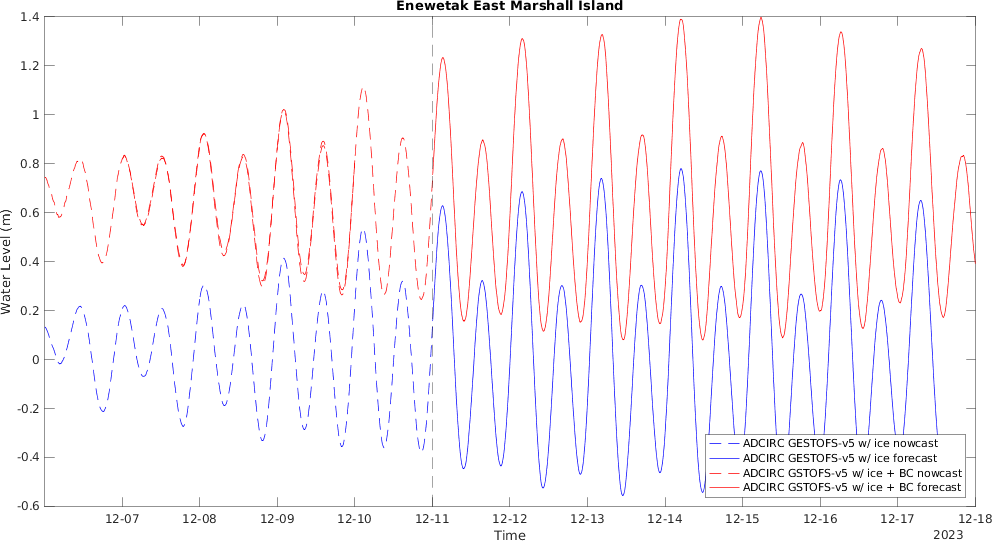 Enewetak East Marshall Island
1.4
1.2
1
0.8
0.6
0.4
0.2
0
-0.2
-0.4
-0.6
Water Level (m)
ADCIRC GESTOFS-v5 w/ ice nowcast
ADCIRC GESTOFS-v5 w/ ice forecast
ADCIRC GSTOFS-v5 w/ ice + BC nowcast
ADCIRC GSTOFS-v5 w/ ice + BC forecast
12-07 12-08 12-09 12-10 12-11 12-12 12-13 12-14 12-15 12-16 12-17 12-18
Time
2023